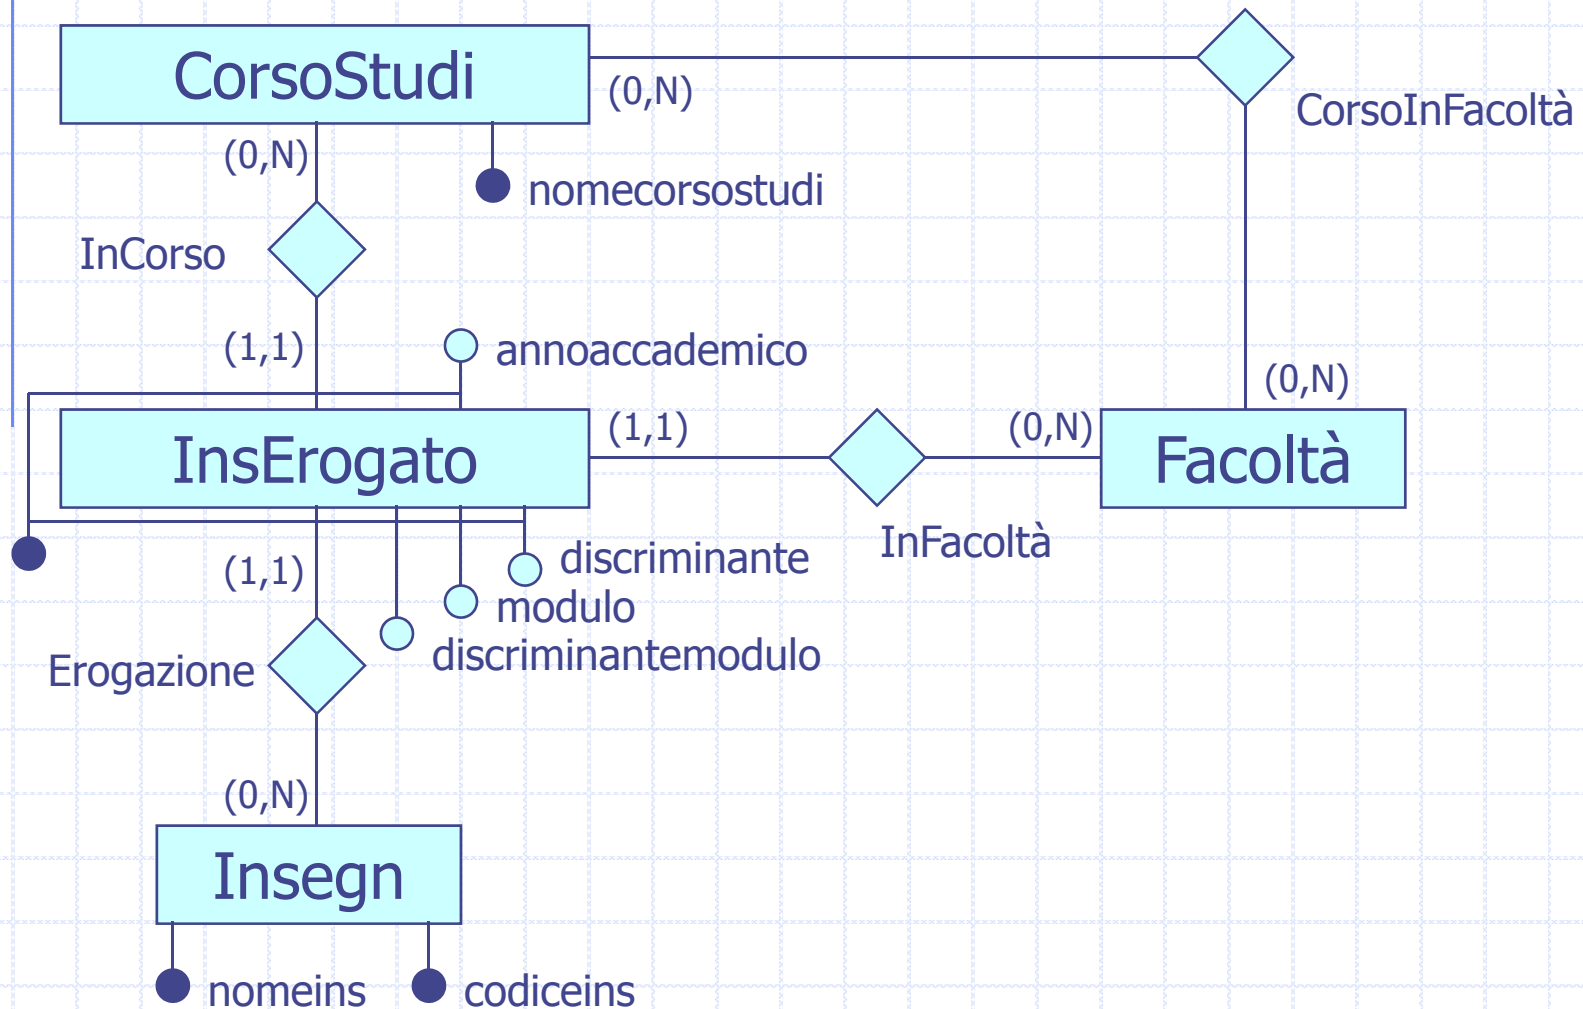 CorsoStudi
(0,N)
CorsoInFacoltà
(0,N)
nomecorsostudi
InCorso
(1,1)
annoaccademico
(0,N)
InsErogato
(1,1)
(0,N)
Facoltà
InFacoltà
(1,1)
discriminante
modulo
discriminantemodulo
Erogazione
(0,N)
Insegn
nomeins
codiceins